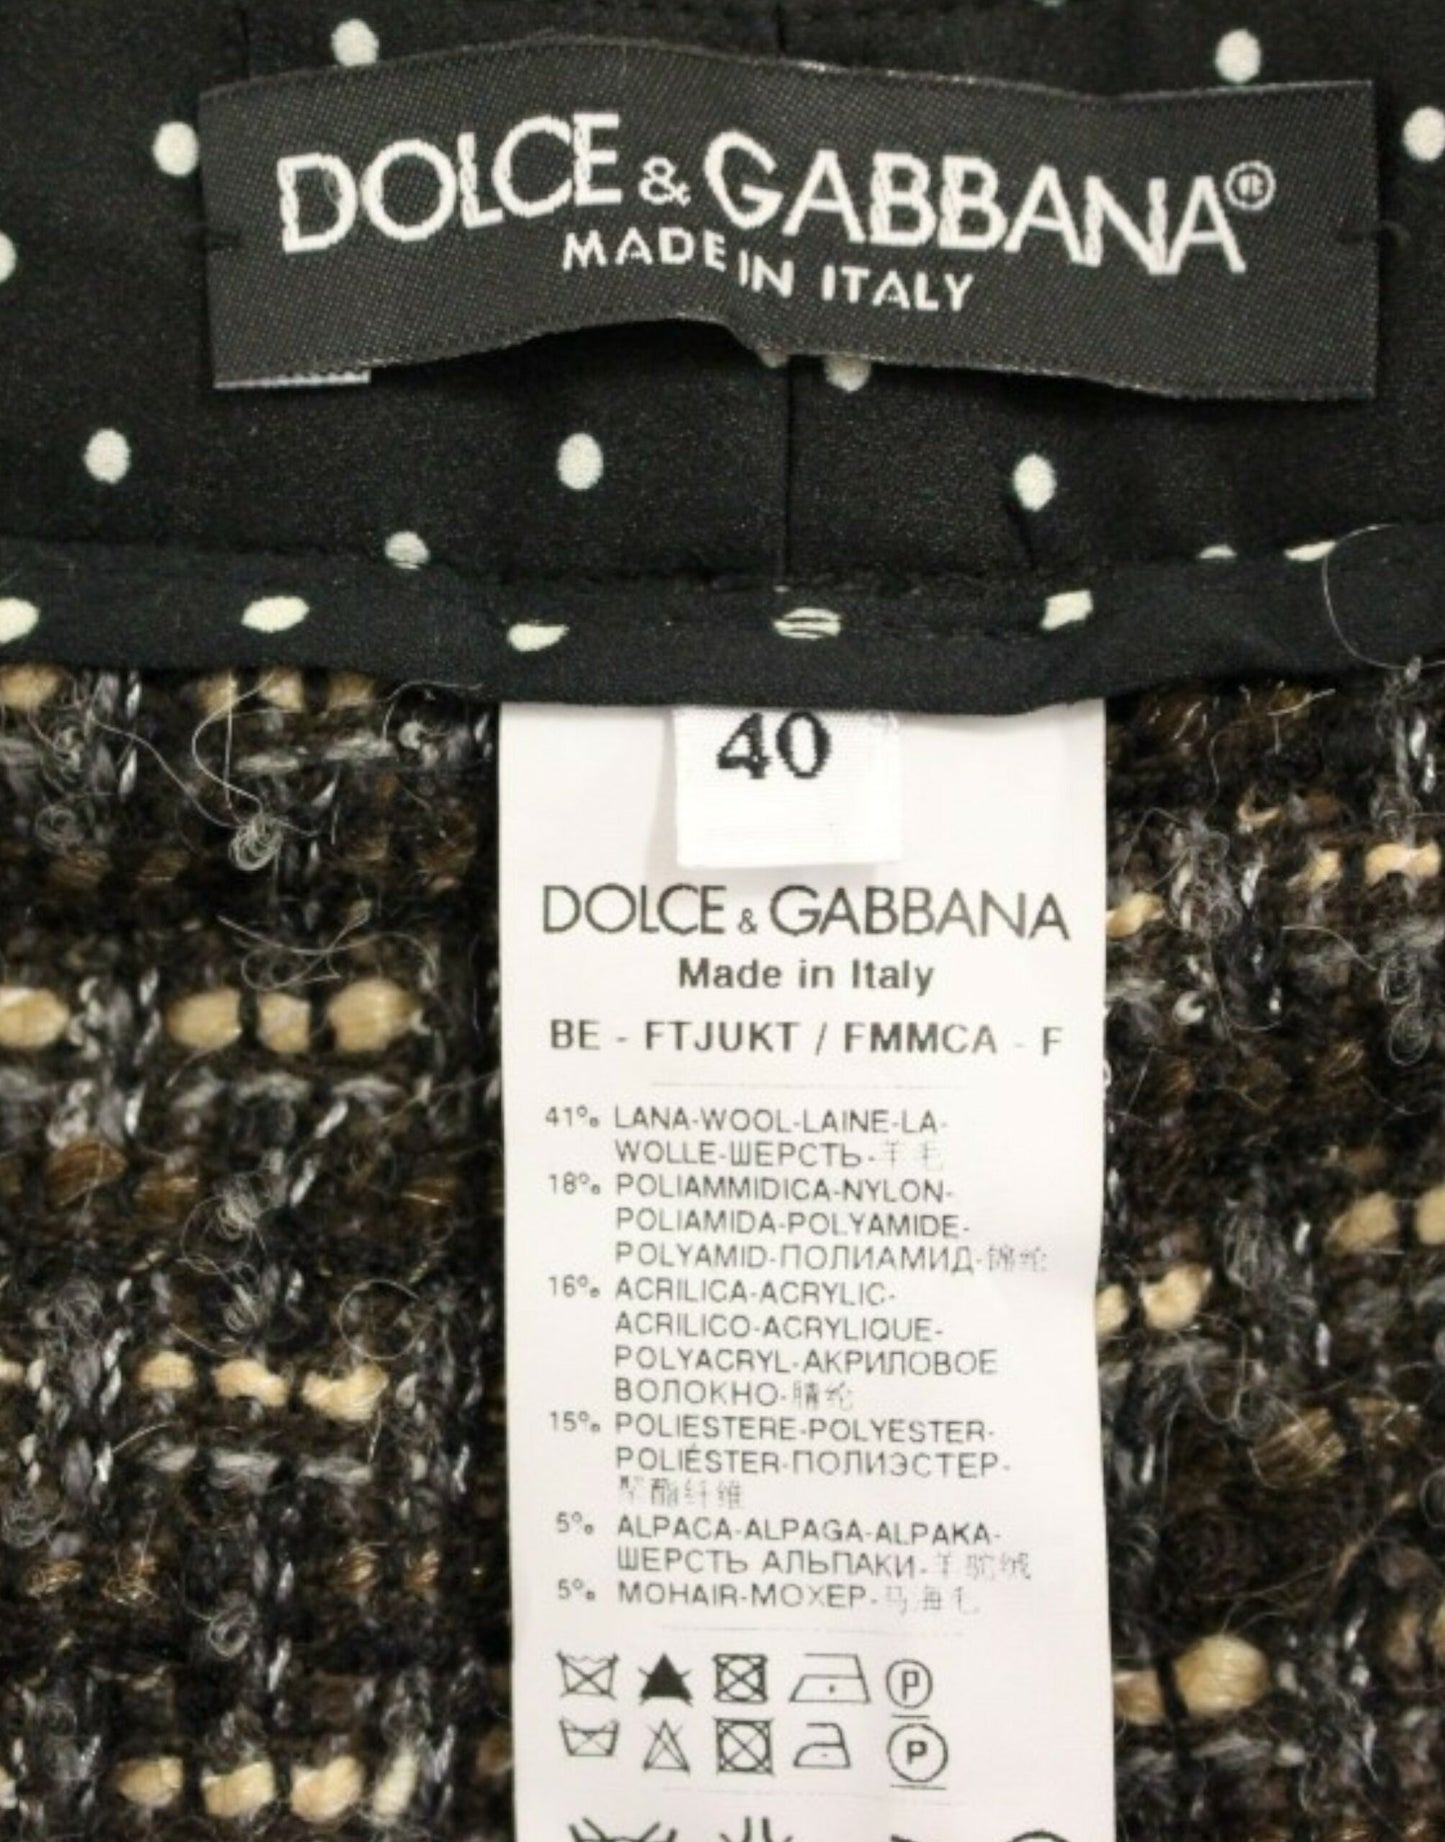 DOLCE & GABBANA®
MADE IN ITALY
40
DOLCE & GABBANA
Made in Italy
BE - FTJUKT / FMMCA - F
41% LANA-WOOL-LAINE-LA-
WOLLE-ШЕРСТЬ-羊毛
18% POLIAMMIDICA-NYLON-
POLIAMIDA-POLYAMIDE-
POLYAMID-ПОЛИАМИД-锦纶
16% ACRILICA-ACRYLIC-
ACRILICO-ACRYLIQUE-
POLYACRYL-АКРИЛОВОЕ
ВОЛОКНО-腈纶
15% POLIESTERE-POLYESTER-
POLIÉSTER-ПОЛИЭСТЕР-
聚酯纤维
5% ALPACA-ALPAGA-ALPAKA-
ШЕРСТЬ АЛЬПАКИ-羊驼绒
5% MOHAIR-МОХЕР-马海毛
P
P